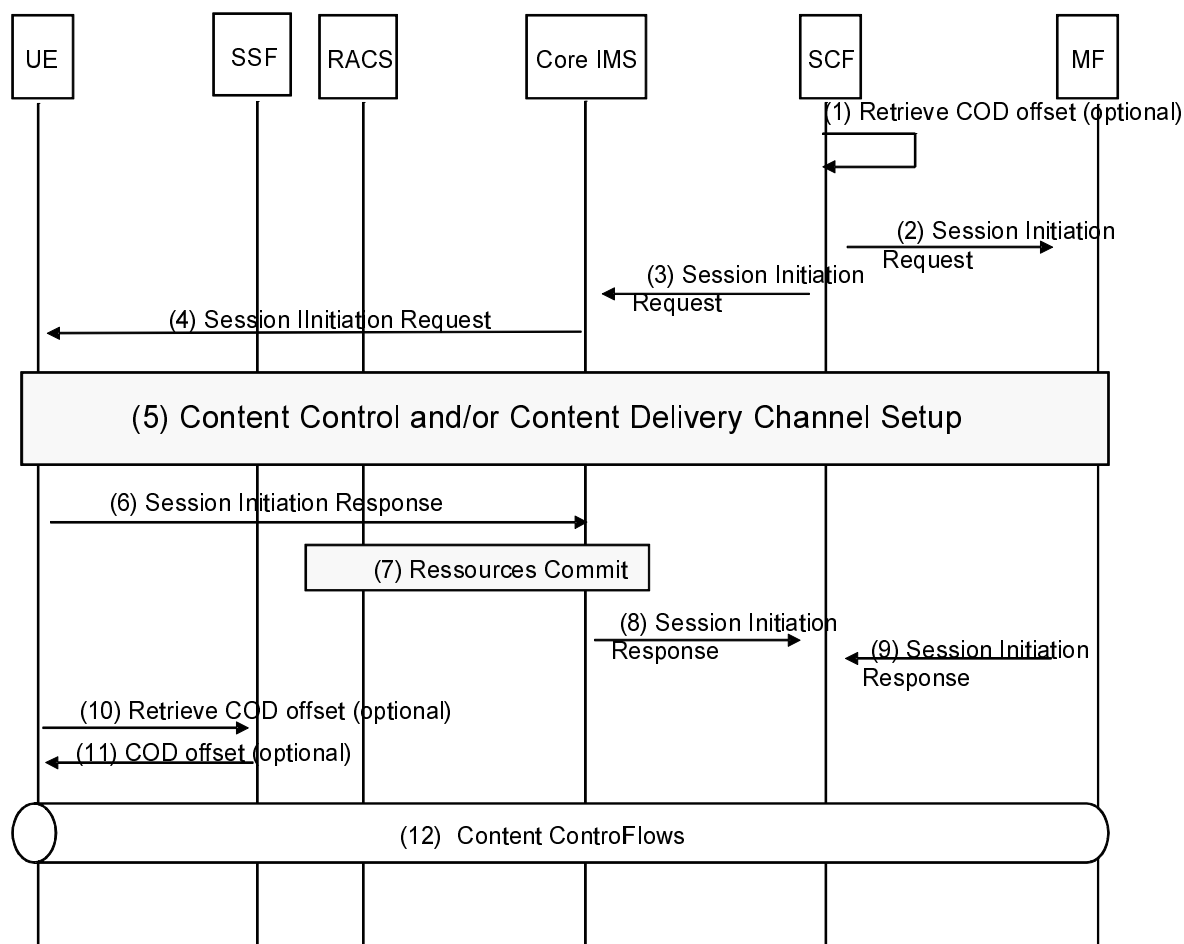 UE
SSF
RACS
Core IMS
SCF
MF
(1) Retrieve COD offset (optional)
(2) Session Initiation
Request
(3) Session Initiation
Request
(4) Session IInitiation Request
(5) Content Control and/or Content Delivery Channel Setup
(6) Session Initiation Response
(7) Ressources Commit
(8) Session Initiation
Response
(9) Session Initiation
Response
(10) Retrieve COD offset (optional)
(11) COD offset (optional)
(12) Content ControFlows